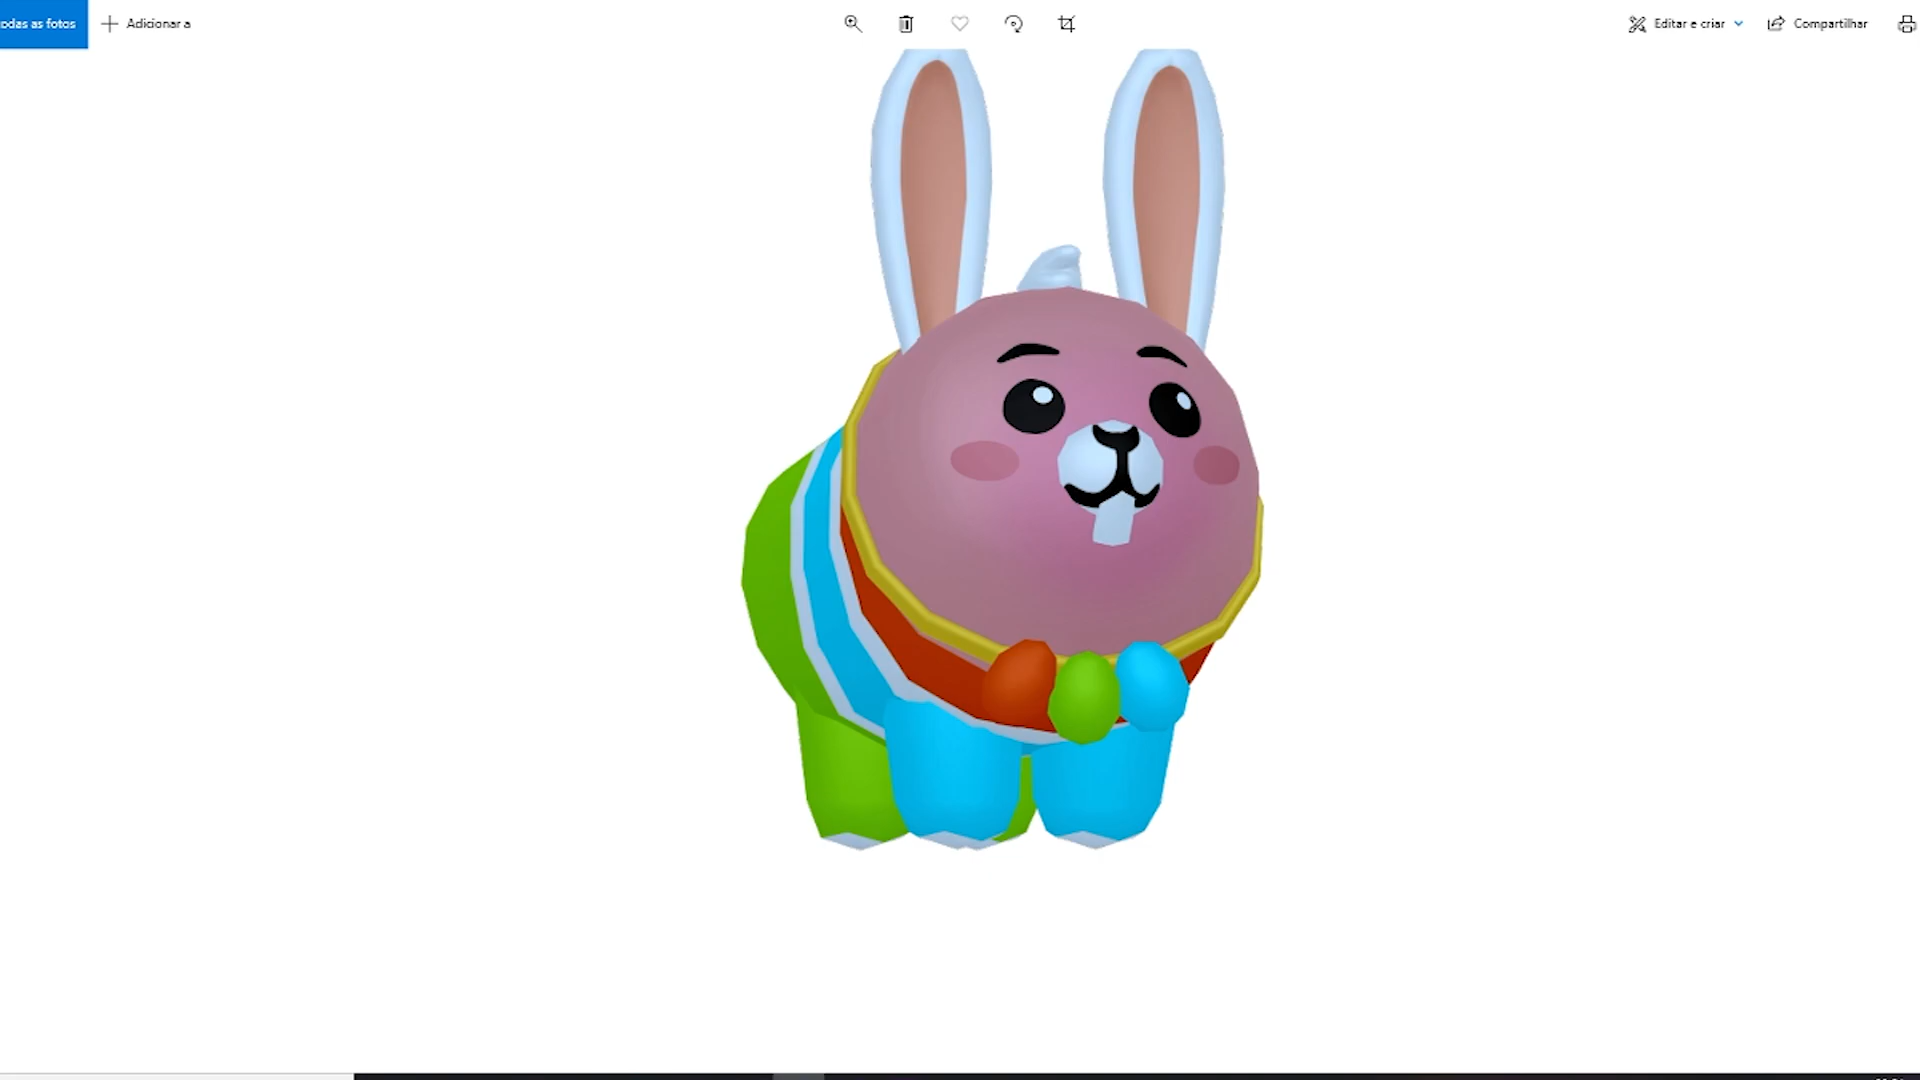 odas as fotos
Adicionar a
Editar e criar
Compartilhar